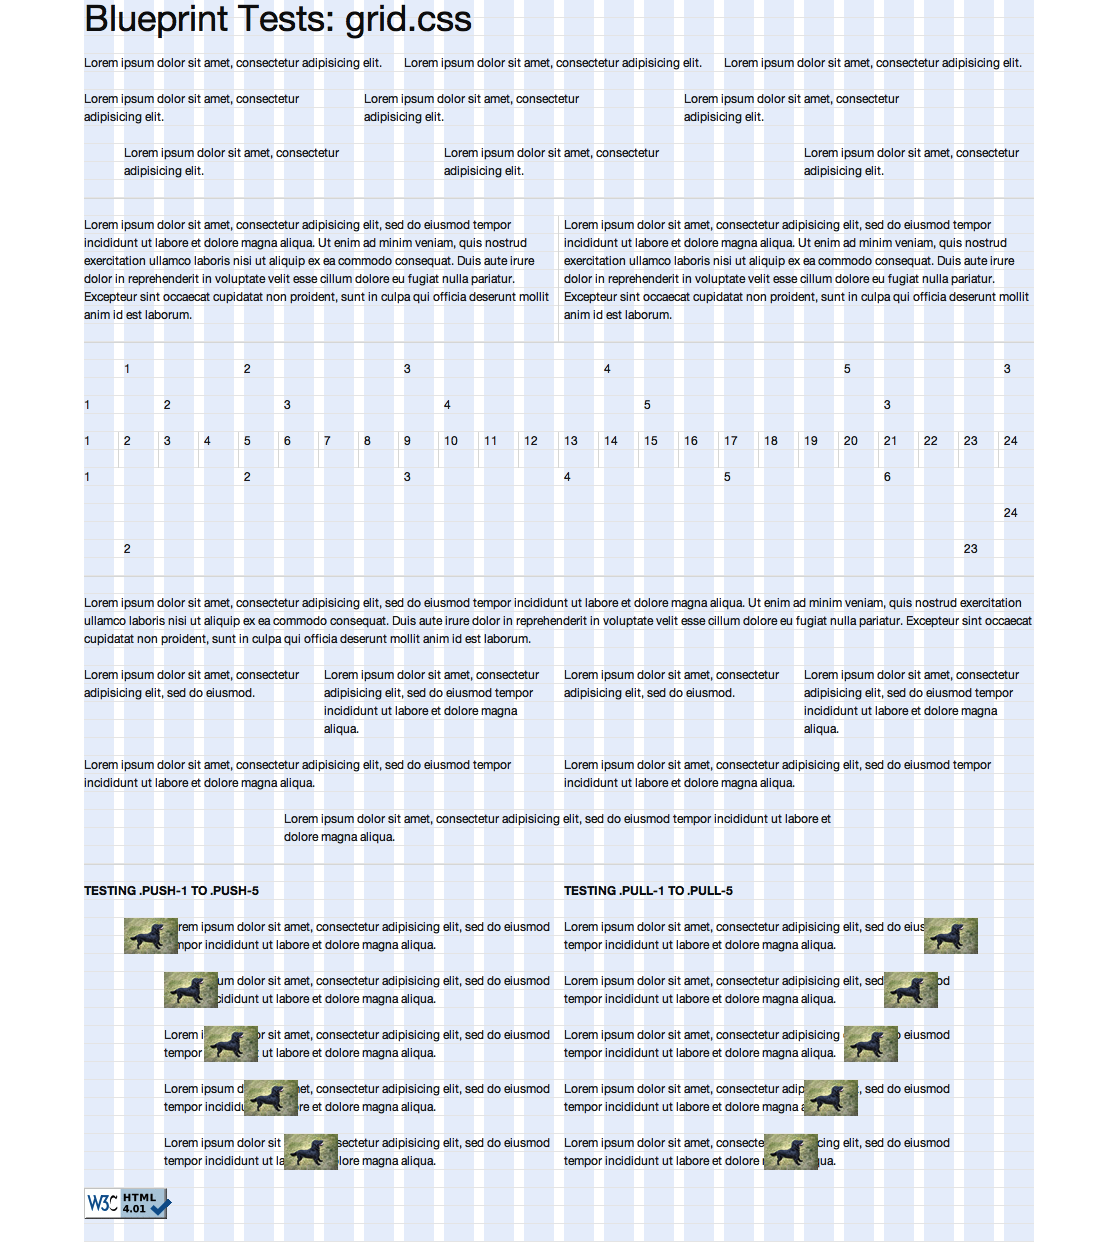 Blueprint Tests: grid.css
Lorem ipsum dolor sit amet, consectetur adipisicing elit. Lorem ipsum dolor sit amet, consectetur adipisicing elit. Lorem ipsum dolor sit amet, consectetur adipisicing elit.
Lorem ipsum dolor sit amet, consectetur
adipisicing elit.
Lorem ipsum dolor sit amet, consectetur
adipisicing elit.
Lorem ipsum dolor sit amet, consectetur
adipisicing elit.
Lorem ipsum dolor sit amet, consectetur
adipisicing elit.
Lorem ipsum dolor sit amet, consectetur
adipisicing elit.
Lorem ipsum dolor sit amet, consectetur
adipisicing elit.
Lorem ipsum dolor sit amet, consectetur adipisicing elit, sed do eiusmod tempor
incididunt ut labore et dolore magna aliqua. Ut enim ad minim veniam, quis nostrud
exercitation ullamco laboris nisi ut aliquip ex ea commodo consequat. Duis aute irure
dolor in reprehenderit in voluptate velit esse cillum dolore eu fugiat nulla pariatur.
Excepteur sint occaecat cupidatat non proident, sunt in culpa qui officia deserunt mollit
anim id est laborum.
Lorem ipsum dolor sit amet, consectetur adipisicing elit, sed do eiusmod tempor
incididunt ut labore et dolore magna aliqua. Ut enim ad minim veniam, quis nostrud
exercitation ullamco laboris nisi ut aliquip ex ea commodo consequat. Duis aute irure
dolor in reprehenderit in voluptate velit esse cillum dolore eu fugiat nulla pariatur.
Excepteur sint occaecat cupidatat non proident, sunt in culpa qui officia deserunt mollit
anim id est laborum.
1 2 3 4 5 3
1 2 3 4 5 3
1 2 3 4 5 6 7 8 9 10 11 12 13 14 15 16 17 18 19 20 21 22 23 24
1 2 3 4 5 6
24
2 23
Lorem ipsum dolor sit amet, consectetur adipisicing elit, sed do eiusmod tempor incididunt ut labore et dolore magna aliqua. Ut enim ad minim veniam, quis nostrud exercitation
ullamco laboris nisi ut aliquip ex ea commodo consequat. Duis aute irure dolor in reprehenderit in voluptate velit esse cillum dolore eu fugiat nulla pariatur. Excepteur sint occaecat
cupidatat non proident, sunt in culpa qui officia deserunt mollit anim id est laborum.
Lorem ipsum dolor sit amet, consectetur
adipisicing elit, sed do eiusmod.
Lorem ipsum dolor sit amet, consectetur
adipisicing elit, sed do eiusmod tempor
incididunt ut labore et dolore magna
aliqua.
Lorem ipsum dolor sit amet, consectetur
adipisicing elit, sed do eiusmod.
Lorem ipsum dolor sit amet, consectetur
adipisicing elit, sed do eiusmod tempor
incididunt ut labore et dolore magna
aliqua.
Lorem ipsum dolor sit amet, consectetur adipisicing elit, sed do eiusmod tempor
incididunt ut labore et dolore magna aliqua.
Lorem ipsum dolor sit amet, consectetur adipisicing elit, sed do eiusmod tempor
incididunt ut labore et dolore magna aliqua.
Lorem ipsum dolor sit amet, consectetur adipisicing elit, sed do eiusmod tempor incididunt ut labore et
dolore magna aliqua.
TESTING .PUSH-1 TO .PUSH-5
rem ipsum dolor sit amet, consectetur adipisicing elit, sed do eiusmod
npor incididunt ut labore et dolore magna aliqua.
um dolor sit amet, consectetur adipisicing elit, sed do eiusmod
cididunt ut labore et dolore magna aliqua.
Lorem i or sit amet, consectetur adipisicing elit, sed do eiusmod
tempor ut labore et dolore magna aliqua.
Lorem ipsum d et, consectetur adipisicing elit, sed do eiusmod
tempor incididu re et dolore magna aliqua.
Lorem ipsum dolor sit sectetur adipisicing elit, sed do eiusmod
tempor incididunt ut la lore magna aliqua.
TESTING .PULL-1 TO .PULL-5
Lorem ipsum dolor sit amet, consectetur adipisicing elit, sed do eius
tempor incididunt ut labore et dolore magna aliqua.
Lorem ipsum dolor sit amet, consectetur adipisicing elit, sed od
tempor incididunt ut labore et dolore magna aliqua.
Lorem ipsum dolor sit amet, consectetur adipisicing eiusmod
tempor incididunt ut labore et dolore magna aliqua.
Lorem ipsum dolor sit amet, consectetur adip , sed do eiusmod
tempor incididunt ut labore et dolore magna a
Lorem ipsum dolor sit amet, consecte cing elit, sed do eiusmod
tempor incididunt ut labore et dolore qua.
W3C HTML
4.01